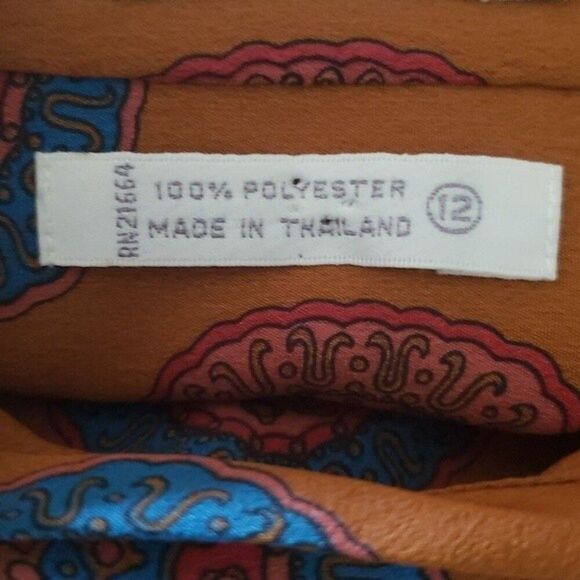 RN21664
100% POLYESTER
MADE IN THAILAND
12